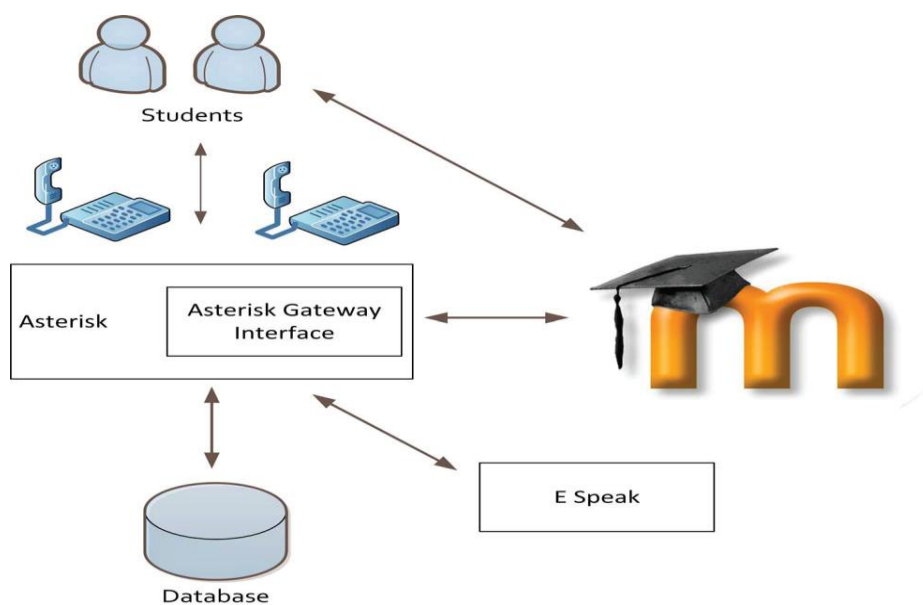 Students
Asterisk
Asterisk Gateway
Interface
m
E Speak
Database